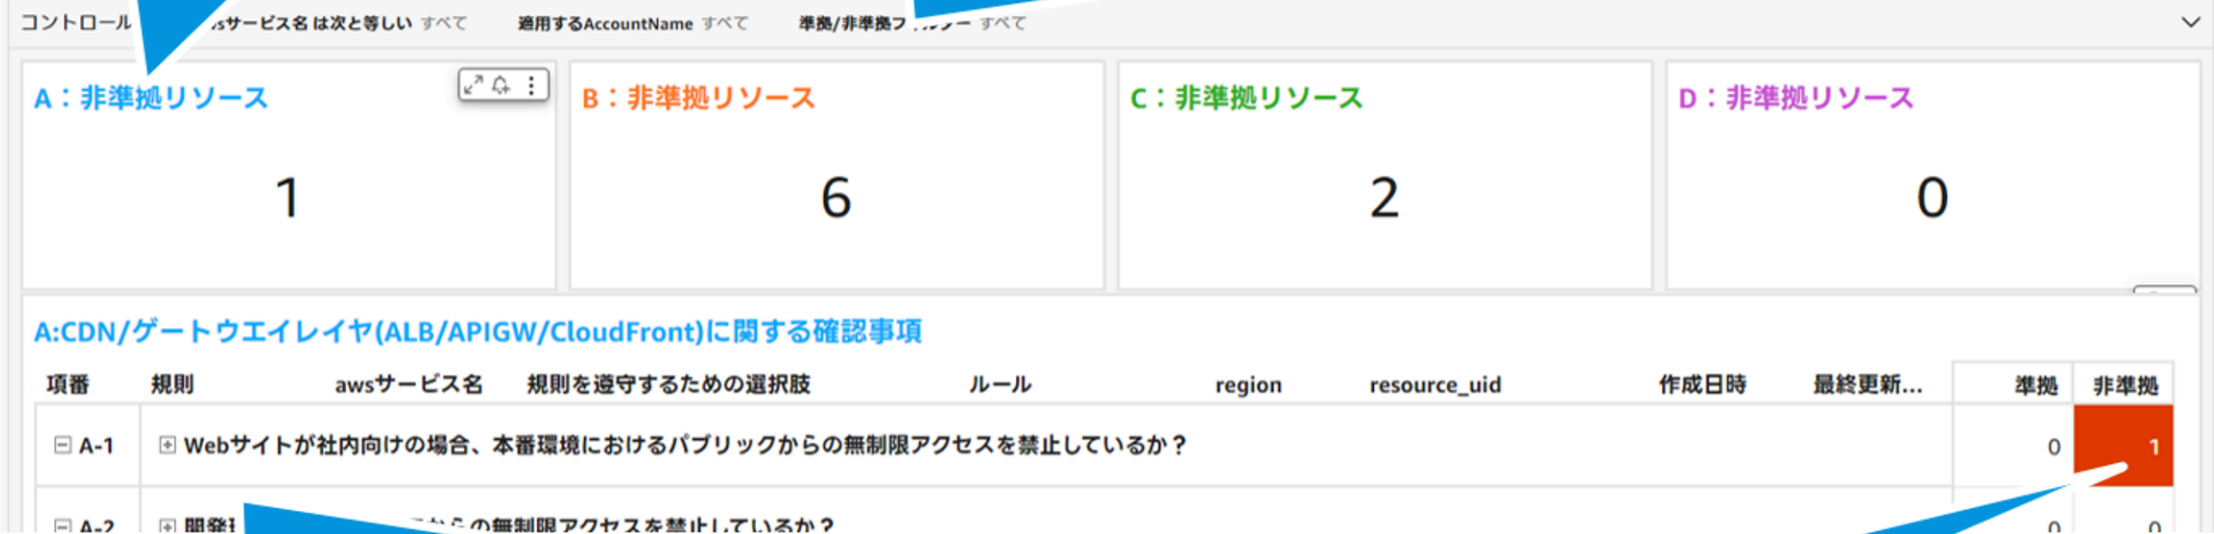 コントロール サービス名 は次と等しい すべて 適用するAccountName すべて 準拠/非準拠フィルター すべて
A：非準拠リソース
1
B：非準拠リソース
6
C：非準拠リソース
2
D：非準拠リソース
0
A:CDN/ゲートウエイレイヤ(ALB/APIGW/CloudFront)に関する確認事項
項番 規則 awsサービス名 規則を遵守するための選択肢 ルール region resource_uid 作成日時 最終更新... 準拠 非準拠
A-1 Webサイトが社内向けの場合、本番環境におけるパブリックからの無制限アクセスを禁止しているか？ 0 1
A-2 開発 からの無制限アクセスを禁止しているか？ 0 0